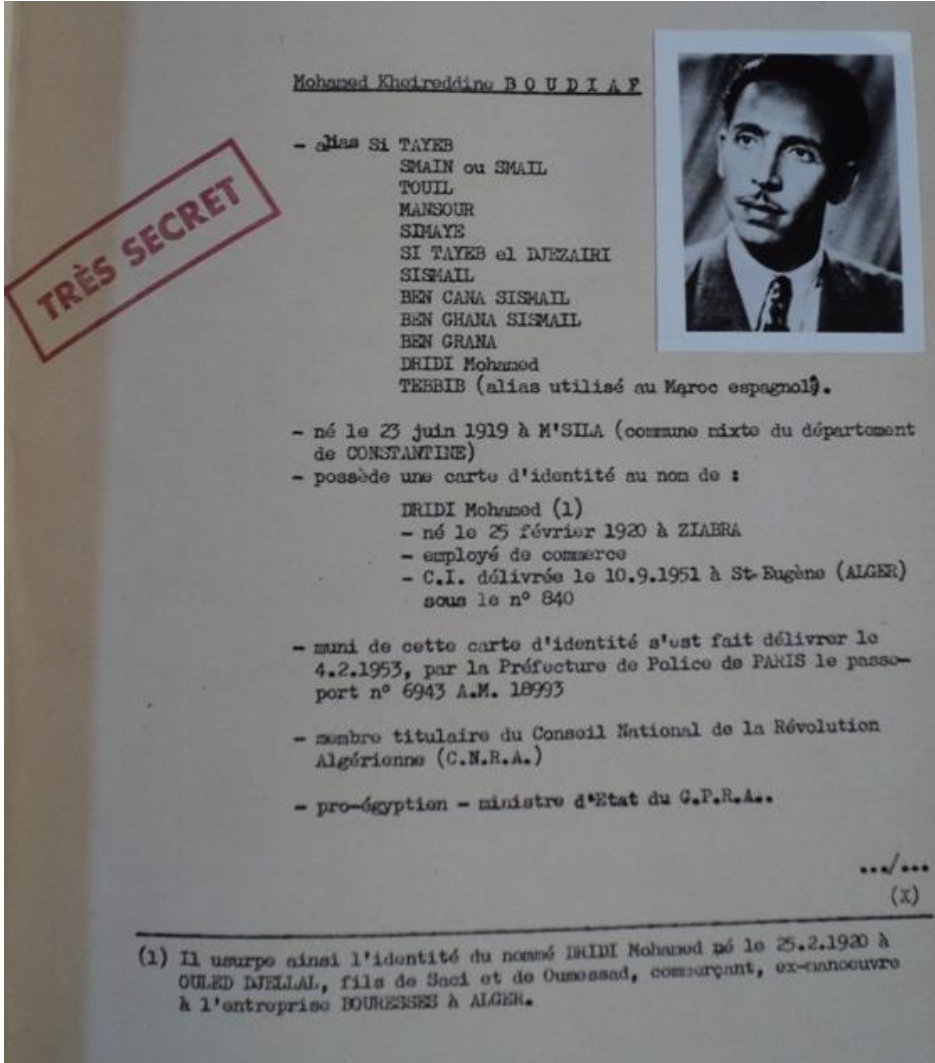 Mohamed Kheireddine B O U D I A F
- alias Si TAYEB
SMAIN ou SMAIL
TOUIL
MANSOUR
SIMAYE
SI TAYEB el DJEZAIRI
SISMAIL
BEN CANA SISMAIL
BEN GHANA SISMAIL
BEN GRANA
DRIDI Mohamed
TEBBIB (alias utilisé au Maroc espagnol).
TRÈS SECRET
- né le 23 juin 1919 à M'SILA (commune mixte du département
de CONSTANTINE)
- possède une carte d'identité au nom de :
DRIDI Mohamed (1)
- né le 25 février 1920 à ZIABRA
- employé de commerce
- C.I. délivrée le 10.9.1951 à St-Eugène (ALGER)
sous le nº 840
- muni de cette carte d'identité s'est fait délivrer le
4.2.1953, par la Préfecture de Police de PARIS le passe-
port nº 6943 A.M. 18993
- membre titulaire du Conseil National de la Révolution
Algérienne (C.N.R.A.)
- pro-égyptien - ministre d'Etat du G.P.R.A..
.../...
(X)
(1) Il usurpe ainsi l'identité du nommé DRIDI Mohamed né le 25.2.1920 à
OULED DJELLAL, fils de Saci et de Oumessad, commerçant, ex-manoeuvre
à l'entreprise BOURESSES à ALGER.